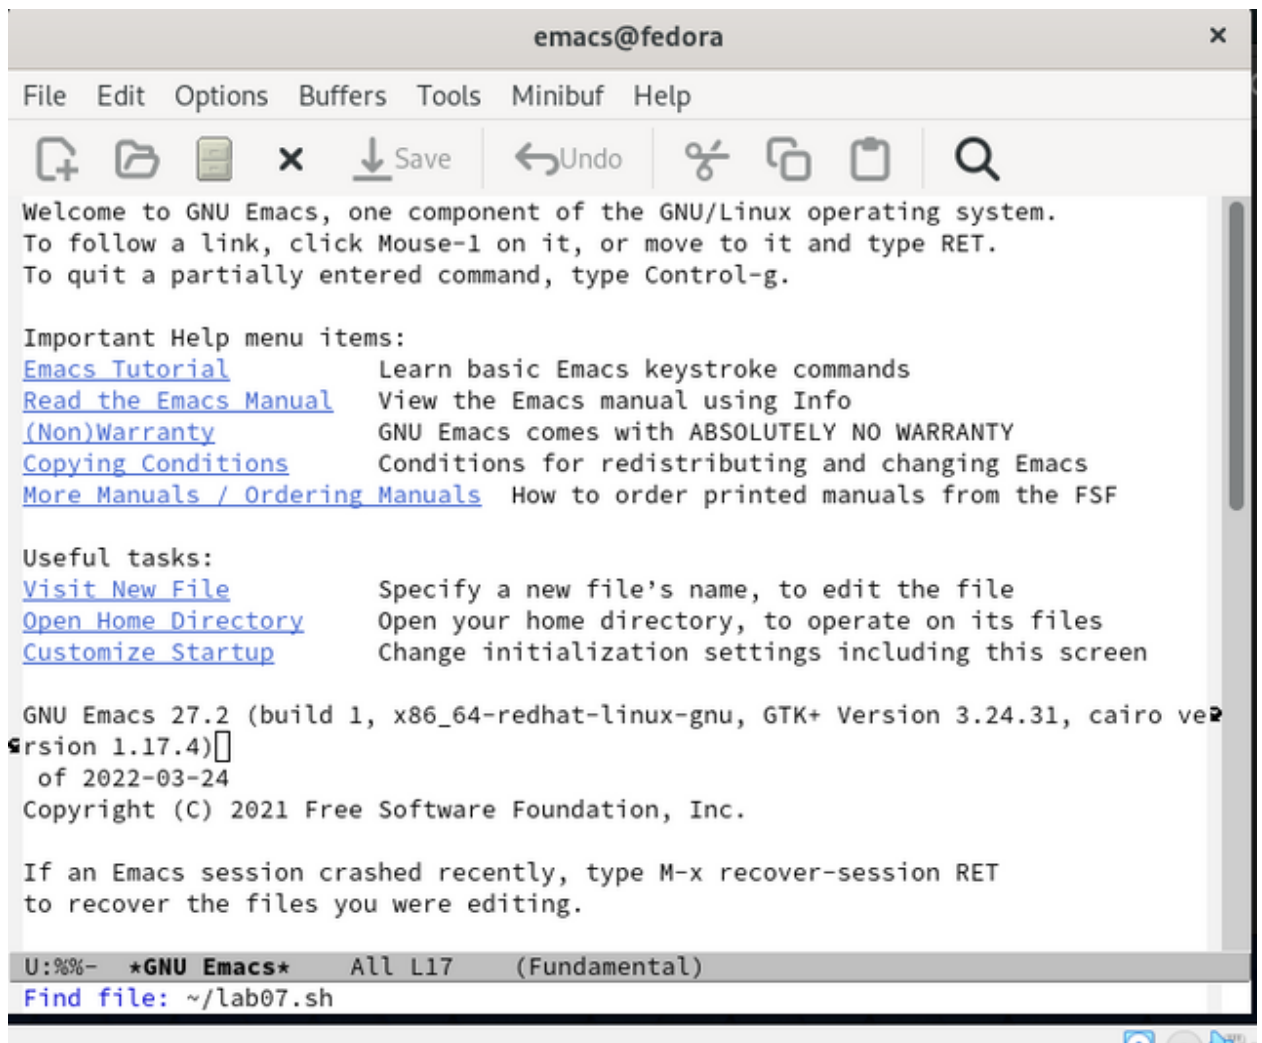 emacs@fedora
File Edit Options Buffers Tools Minibuf Help
Save Undo
Welcome to GNU Emacs, one component of the GNU/Linux operating system.
To follow a link, click Mouse-1 on it, or move to it and type RET.
To quit a partially entered command, type Control-g.
Important Help menu items:
Emacs Tutorial Learn basic Emacs keystroke commands
Read the Emacs Manual View the Emacs manual using Info
(Non)Warranty GNU Emacs comes with ABSOLUTELY NO WARRANTY
Copying Conditions Conditions for redistributing and changing Emacs
More Manuals / Ordering Manuals How to order printed manuals from the FSF
Useful tasks:
Visit New File Specify a new file’s name, to edit the file
Open Home Directory Open your home directory, to operate on its files
Customize Startup Change initialization settings including this screen
GNU Emacs 27.2 (build 1, x86_64-redhat-linux-gnu, GTK+ Version 3.24.31, cairo ve
rsion 1.17.4)
of 2022-03-24
Copyright (C) 2021 Free Software Foundation, Inc.
If an Emacs session crashed recently, type M-x recover-session RET
to recover the files you were editing.
U:%%- *GNU Emacs* All L17 (Fundamental)
Find file: ~/lab07.sh